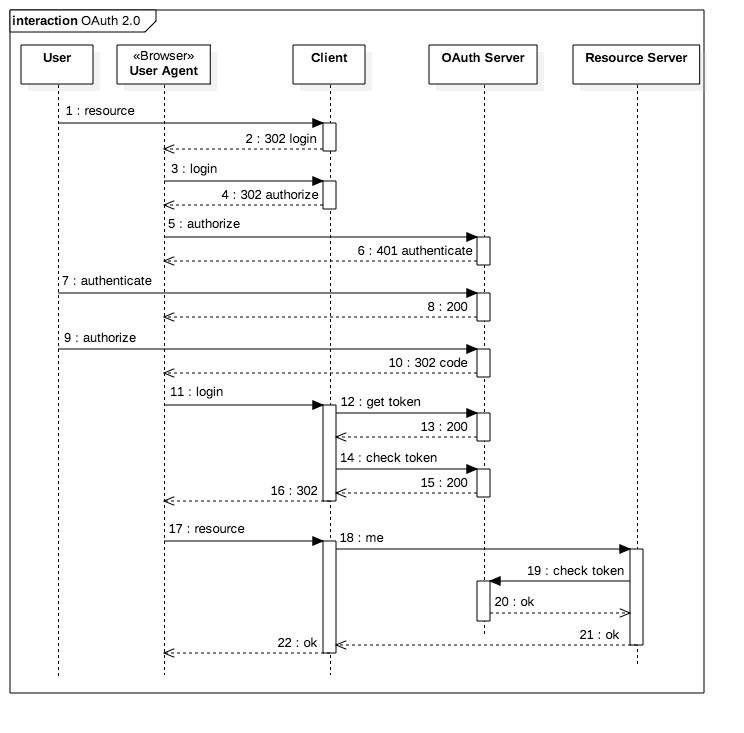 interaction OAuth 2.0
User
«Browser»
User Agent
Client
OAuth Server
Resource Server
1 : resource
2 : 302 login
3 : login
4 : 302 authorize
5 : authorize
6 : 401 authenticate
7 : authenticate
8 : 200
9 : authorize
10 : 302 code
11 : login
12 : get token
13 : 200
14 : check token
15 : 200
16 : 302
17 : resource
18 : me
19 : check token
20 : ok
21 : ok
22 : ok